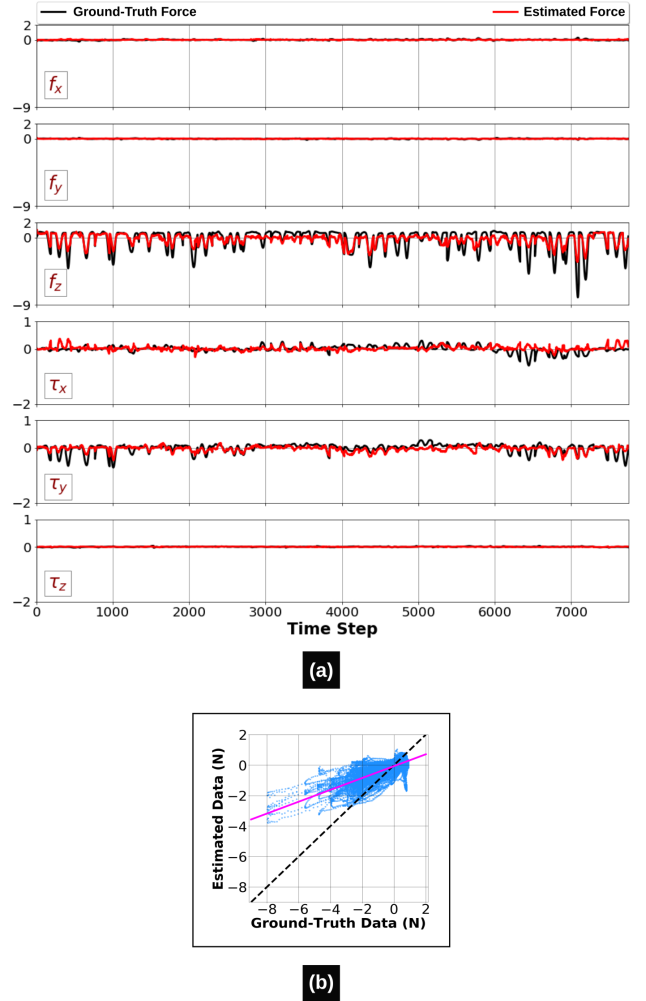 Ground-Truth Force
Estimated Force
2
0
−9
f_x
2
0
−9
f_y
2
0
−9
f_z
1
0
−2
τ_x
1
0
−2
τ_y
1
0
−2
τ_z
0 1000 2000 3000 4000 5000 6000 7000
Time Step
(a)
2
0
−2
−4
−6
−8
Estimated Data (N)
−8 −6 −4 −2 0 2
Ground-Truth Data (N)
(b)